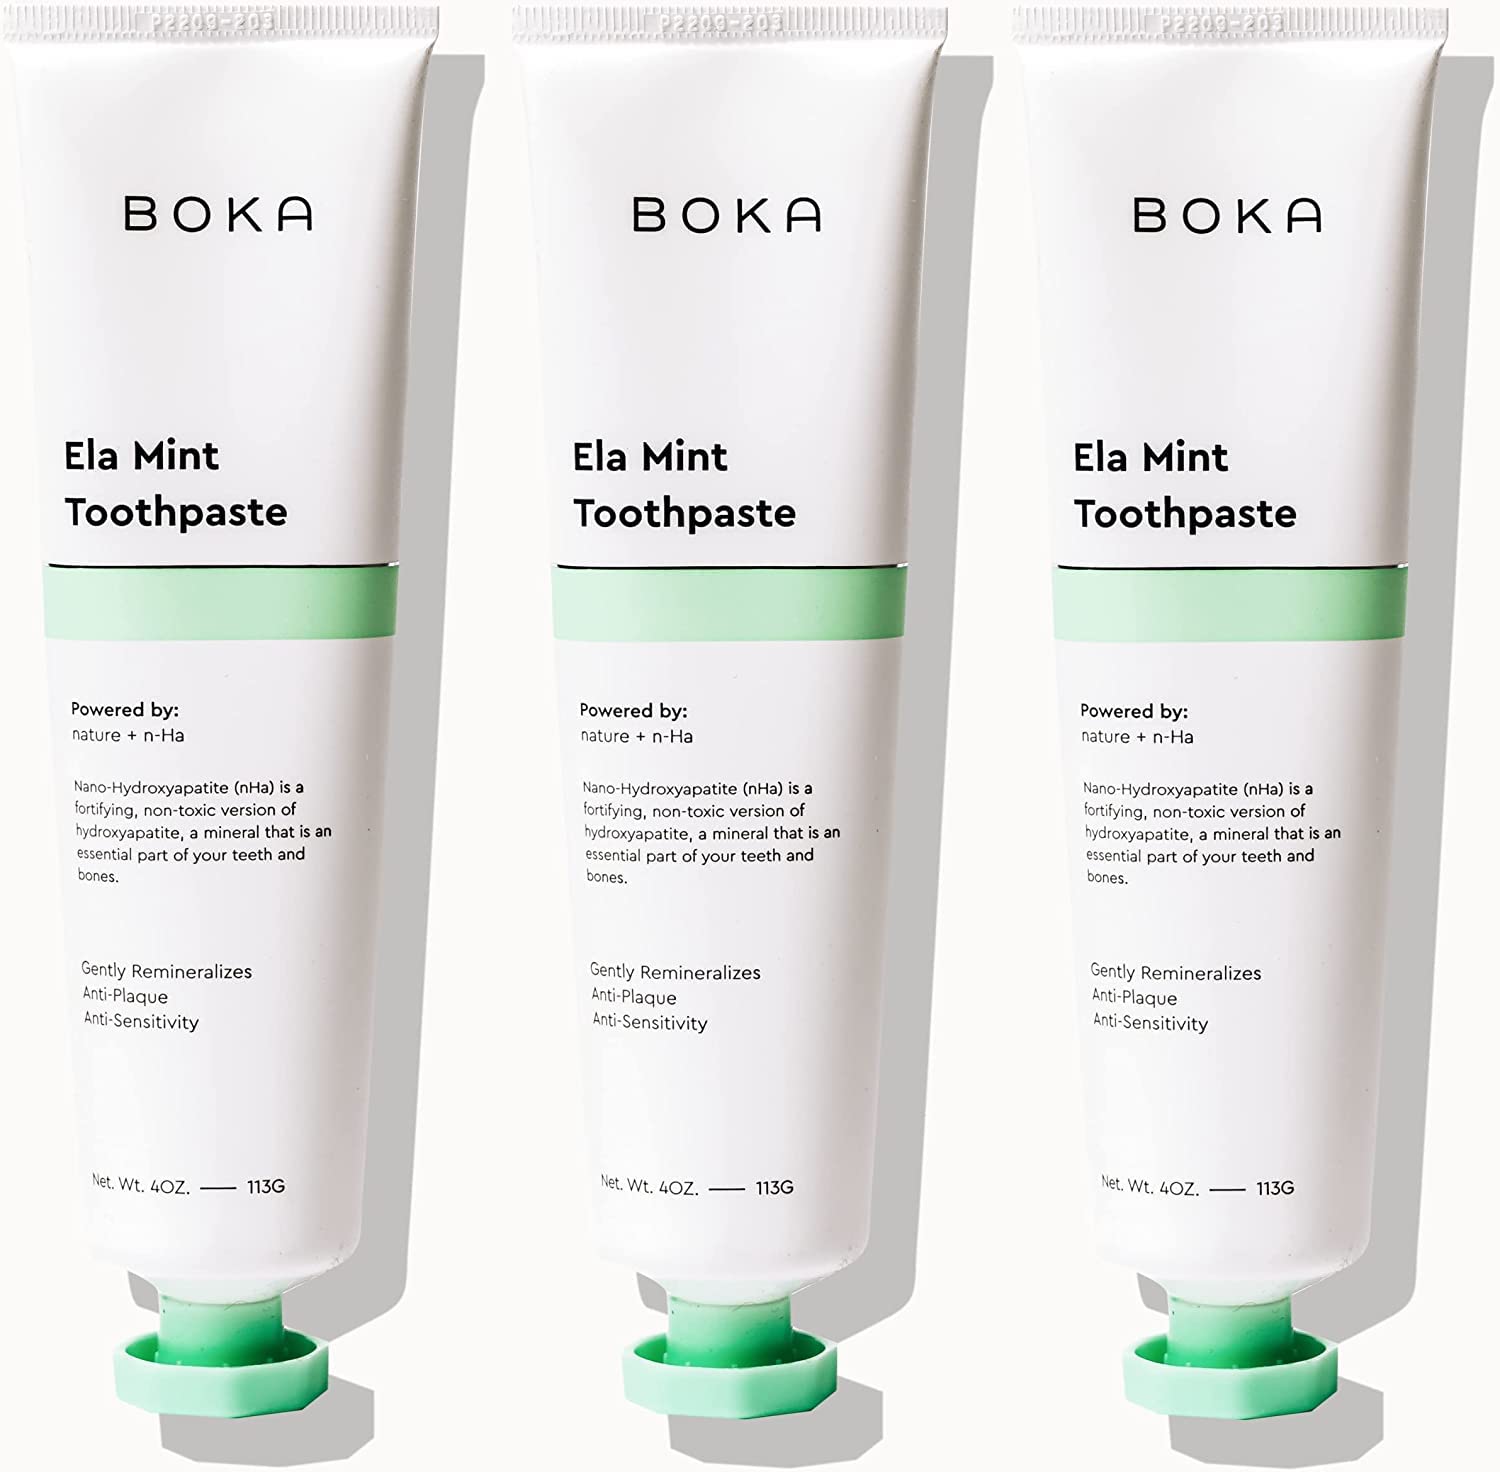 P2209-203
BOKA
Ela Mint
Toothpaste
Powered by:
nature + n-Ha
Nano-Hydroxyapatite (nHa) is a
fortifying, non-toxic version of
hydroxyapatite, a mineral that is an
essential part of your teeth and
bones.
Gently Remineralizes
Anti-Plaque
Anti-Sensitivity
Net. Wt. 4OZ. — 113G
P2209-203
BOKA
Ela Mint
Toothpaste
Powered by:
nature + n-Ha
Nano-Hydroxyapatite (nHa) is a
fortifying, non-toxic version of
hydroxyapatite, a mineral that is an
essential part of your teeth and
bones.
Gently Remineralizes
Anti-Plaque
Anti-Sensitivity
Net. Wt. 4OZ. — 113G
P2209-203
BOKA
Ela Mint
Toothpaste
Powered by:
nature + n-Ha
Nano-Hydroxyapatite (nHa) is a
fortifying, non-toxic version of
hydroxyapatite, a mineral that is an
essential part of your teeth and
bones.
Gently Remineralizes
Anti-Plaque
Anti-Sensitivity
Net. Wt. 4OZ. — 113G